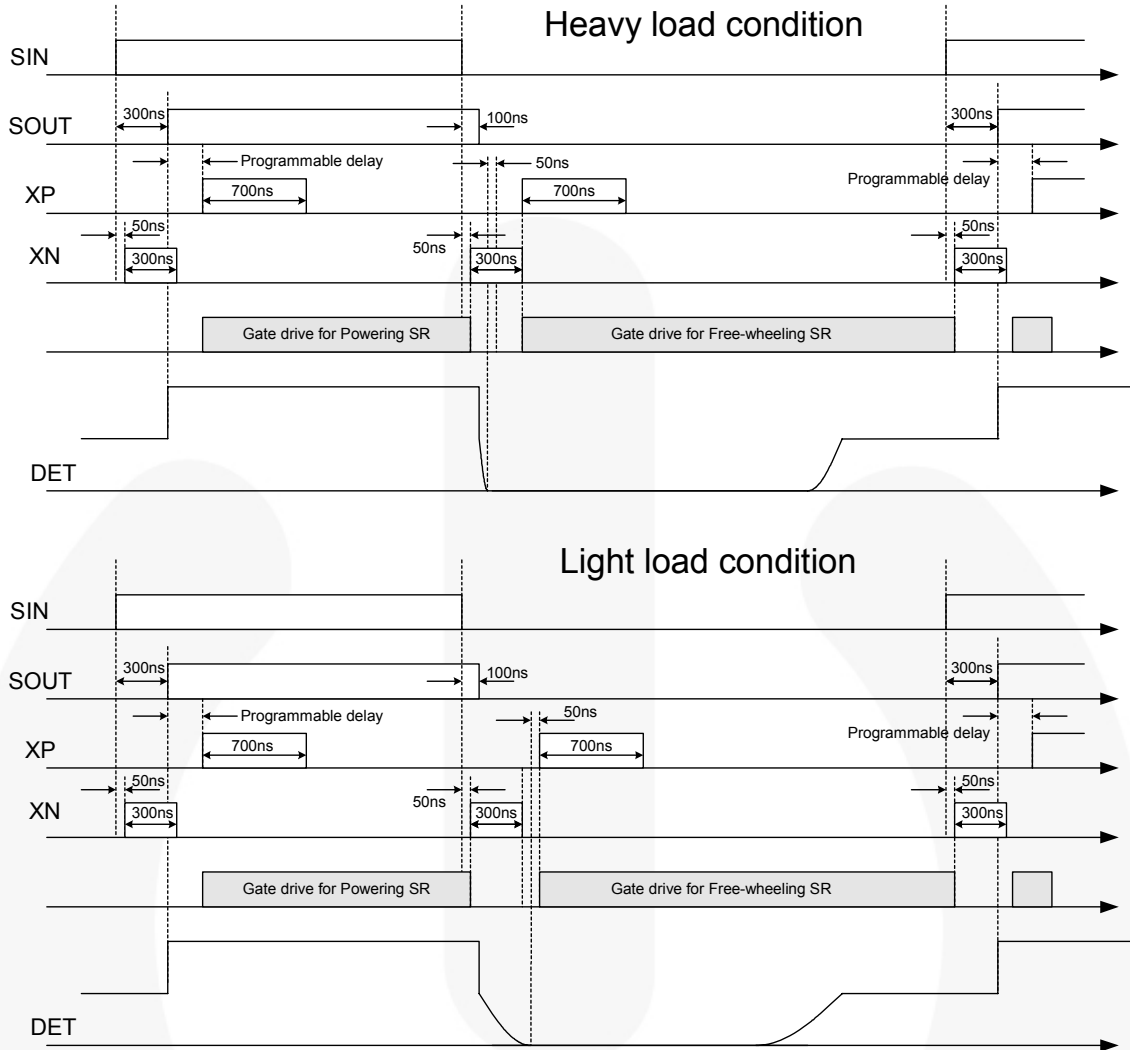 Heavy load condition
SIN
300ns
100ns
300ns
SOUT
Programmable delay
50ns
Programmable delay
XP
700ns
700ns
50ns
50ns
50ns
XN
300ns
300ns
300ns
Gate drive for Powering SR
Gate drive for Free-wheeling SR
DET
Light load condition
SIN
300ns
100ns
300ns
SOUT
Programmable delay
50ns
Programmable delay
XP
700ns
700ns
50ns
50ns
50ns
XN
300ns
300ns
300ns
Gate drive for Powering SR
Gate drive for Free-wheeling SR
DET